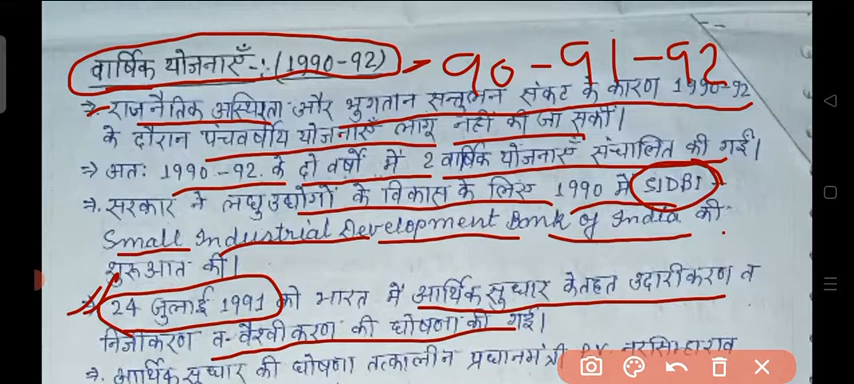 वार्षिक योजनाएँ -: (1990-92) → 90 - 91 - 92
⇒ राजनैतिक अस्थिरता और भुगतान सन्तुलन संकट के कारण 1990-92
के दौरान पंचवर्षीय योजनाएँ लागू नहीं की जा सकीं।
⇒ अतः 1990-92 के दो वर्षों में 2 वार्षिक योजनाएँ संचालित की गई।
⇒ सरकार ने लघु उद्योगों के विकास के लिए 1990 में SIDBI -
Small Industrial Development Bank of India की
शुरूआत की।
⇒ 24 जुलाई 1991 को भारत में आर्थिक सुधार के तहत उदारीकरण व
निजीकरण व वैश्वीकरण की घोषणा की गई।
⇒ आर्थिक सुधार की घोषणा तत्कालीन प्रधानमंत्री P.V. नरसिम्हाराव